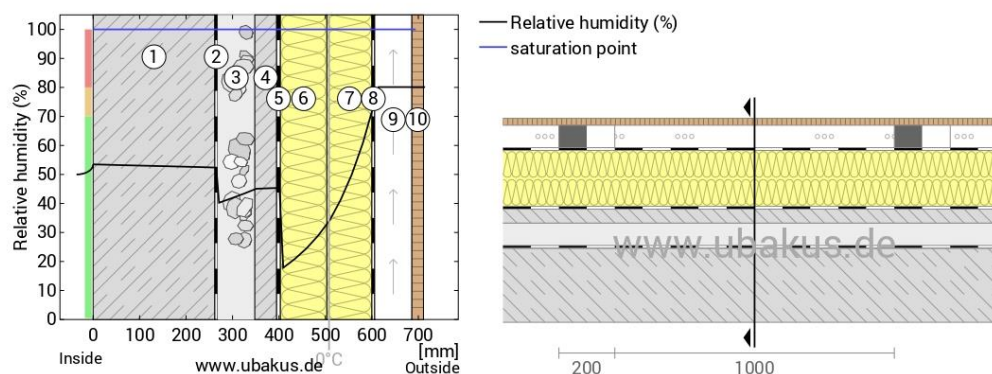 100
90
80
70
60
50
40
30
20
10
0
Relative humidity (%)
1
2
3
4
5
6
7
8
9
10
0 100 200 300 400 500 600 700
[mm]
Inside
www.ubakus.de
0°C
Outside
Relative humidity (%)
saturation point
www.ubakus.de
200
1000